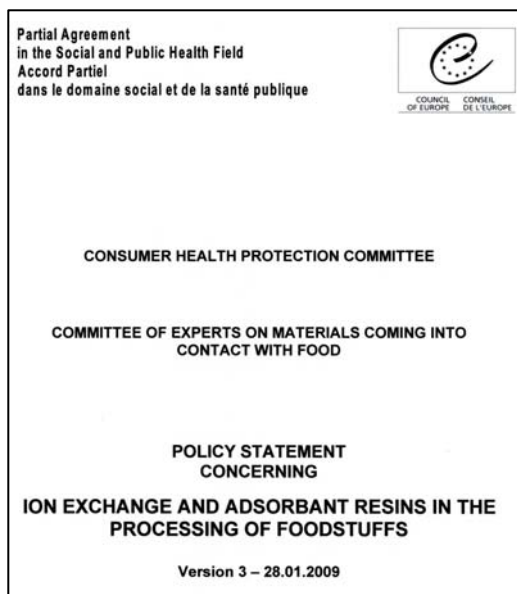 Partial Agreement
in the Social and Public Health Field
Accord Partiel
dans le domaine social et de la santé publique
COUNCIL CONSEIL
OF EUROPE DE L'EUROPE
CONSUMER HEALTH PROTECTION COMMITTEE
COMMITTEE OF EXPERTS ON MATERIALS COMING INTO
CONTACT WITH FOOD
POLICY STATEMENT
CONCERNING
ION EXCHANGE AND ADSORBANT RESINS IN THE
PROCESSING OF FOODSTUFFS
Version 3 – 28.01.2009